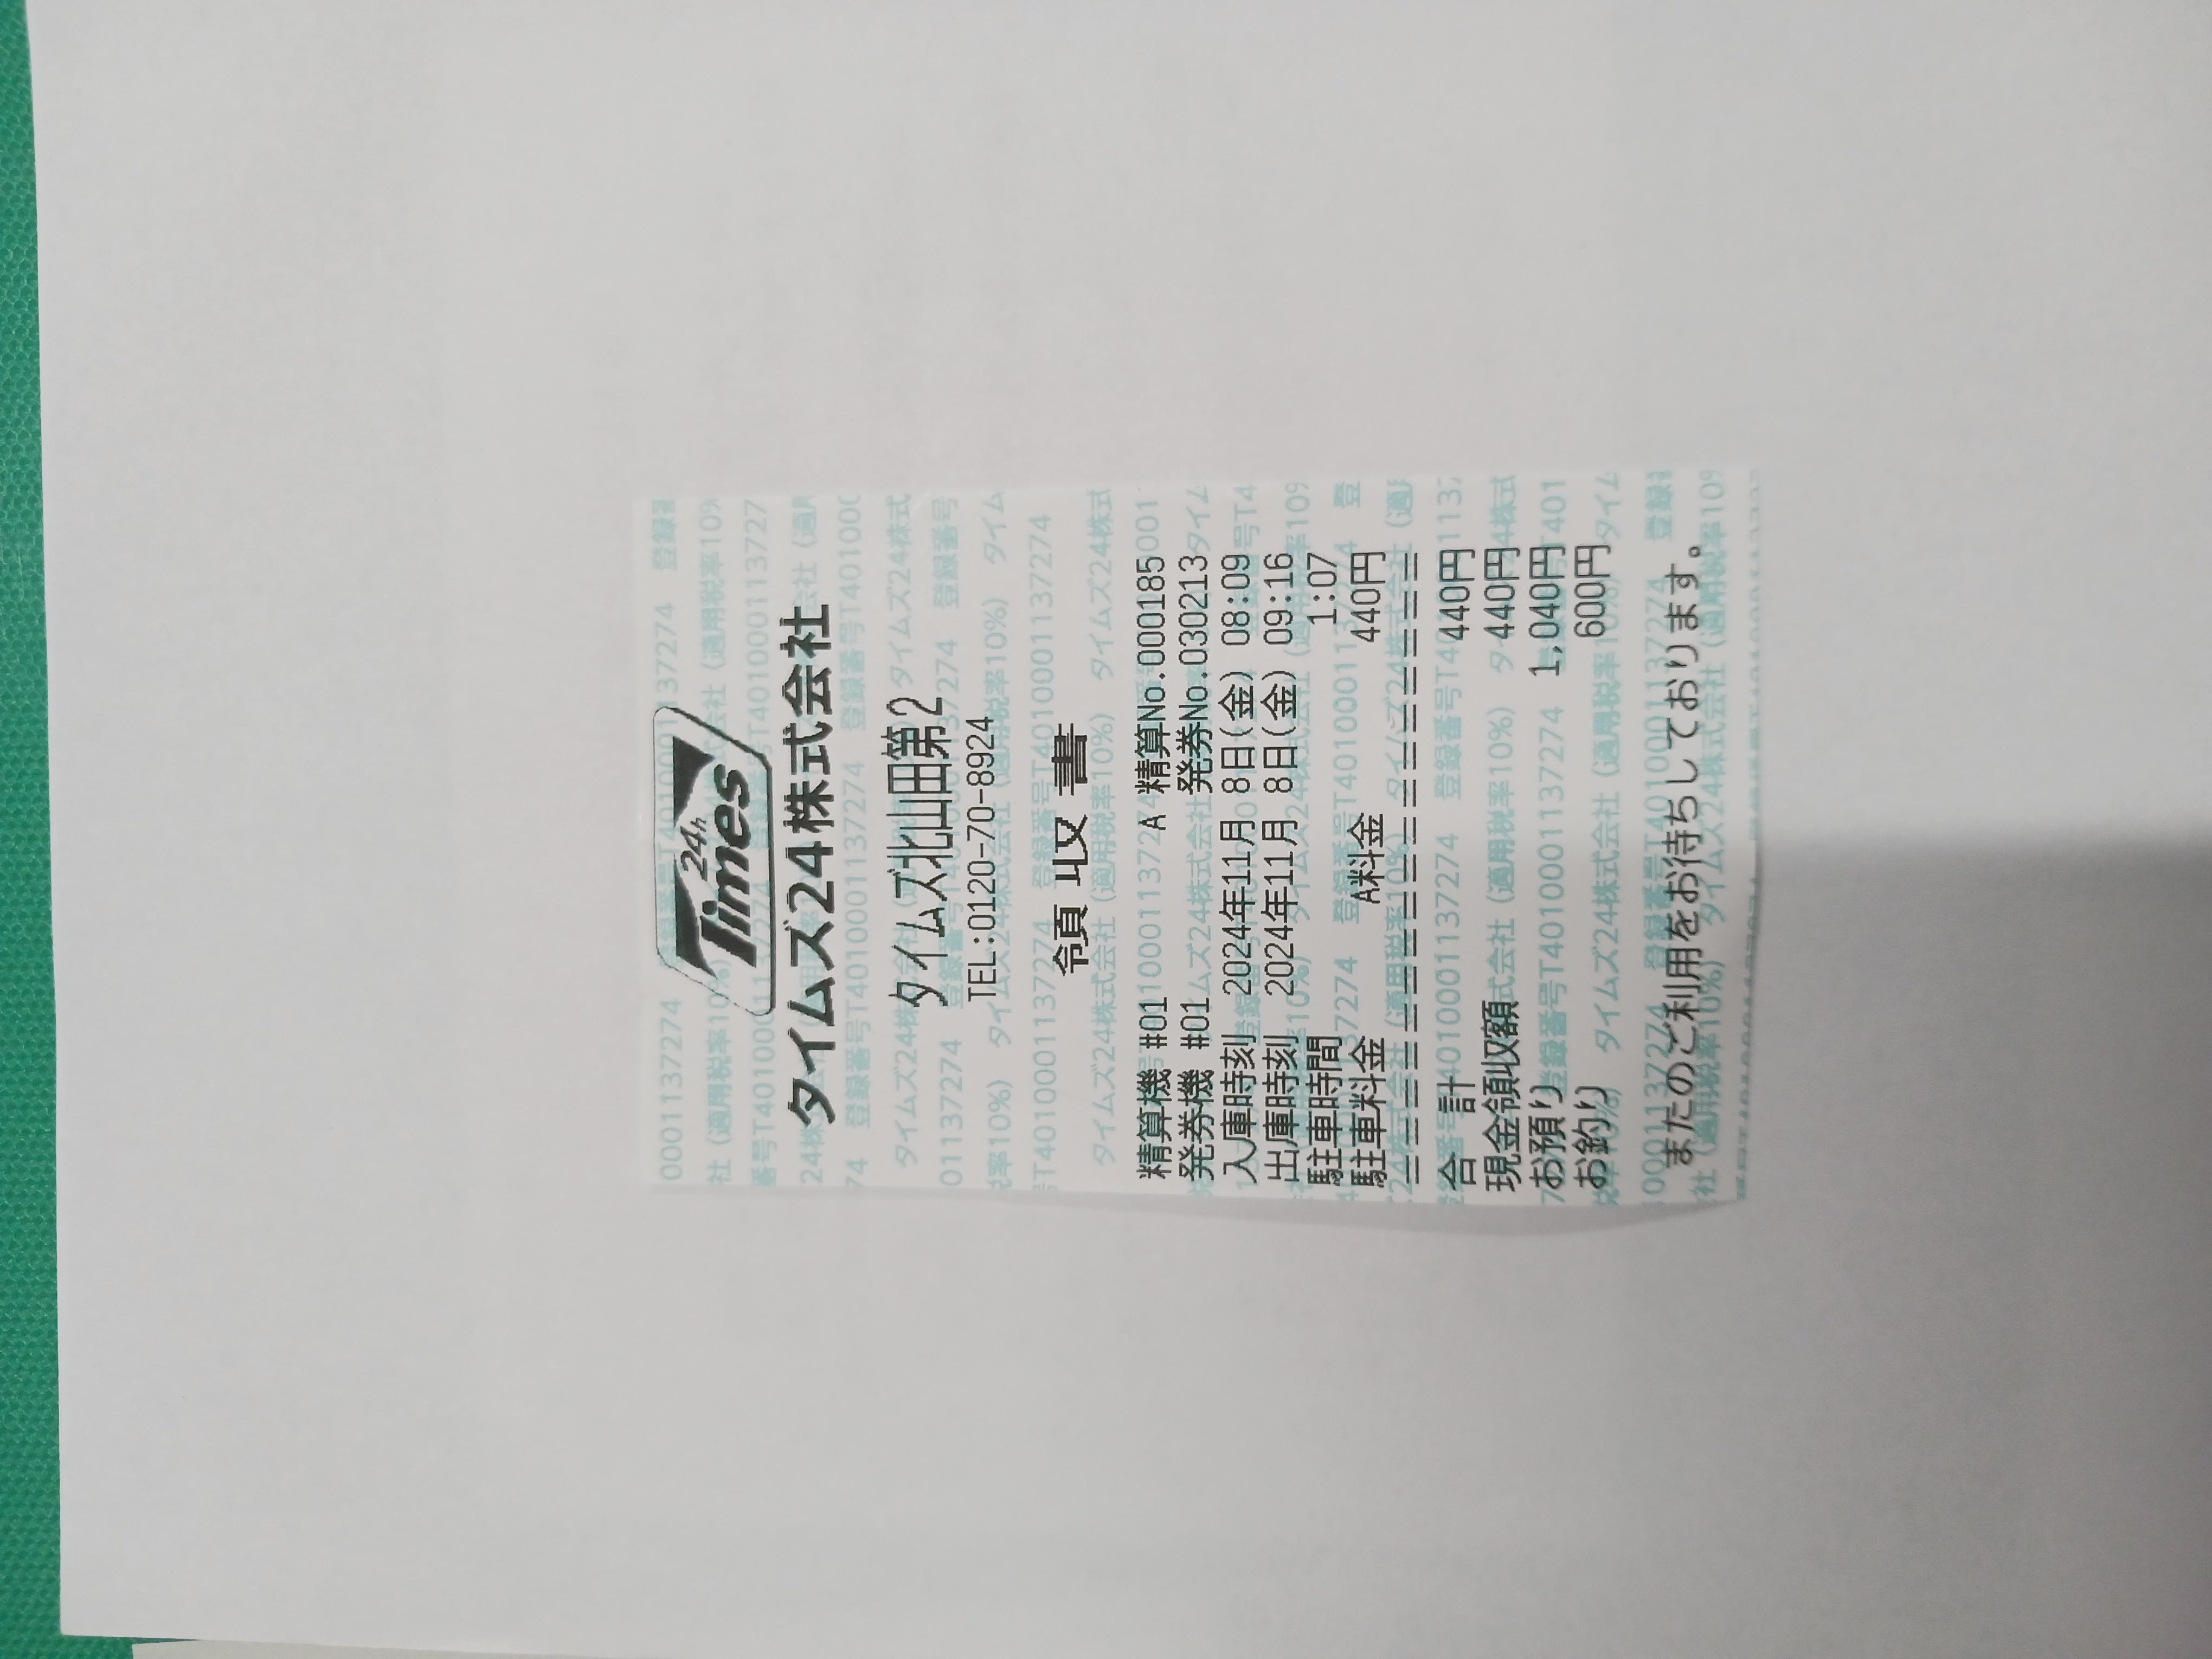 Times 24h
タイムズ24株式会社
タイムズ北山田第2
TEL:0120-70-8924
領収書
精算機 #01 A 精算No.000185
発券機 #01 発券No.030213
入庫時刻 2024年11月 8日(金) 08:09
出庫時刻 2024年11月 8日(金) 09:16
駐車時間 1:07
駐車料金 A料金 440円
合 計 440円
現金領収額 440円
お預り 1,040円
お釣り 600円
またのご利用をお待ちしております。
タイムズ24株式会社 (適用税率10%) 登録番号T4010001137274